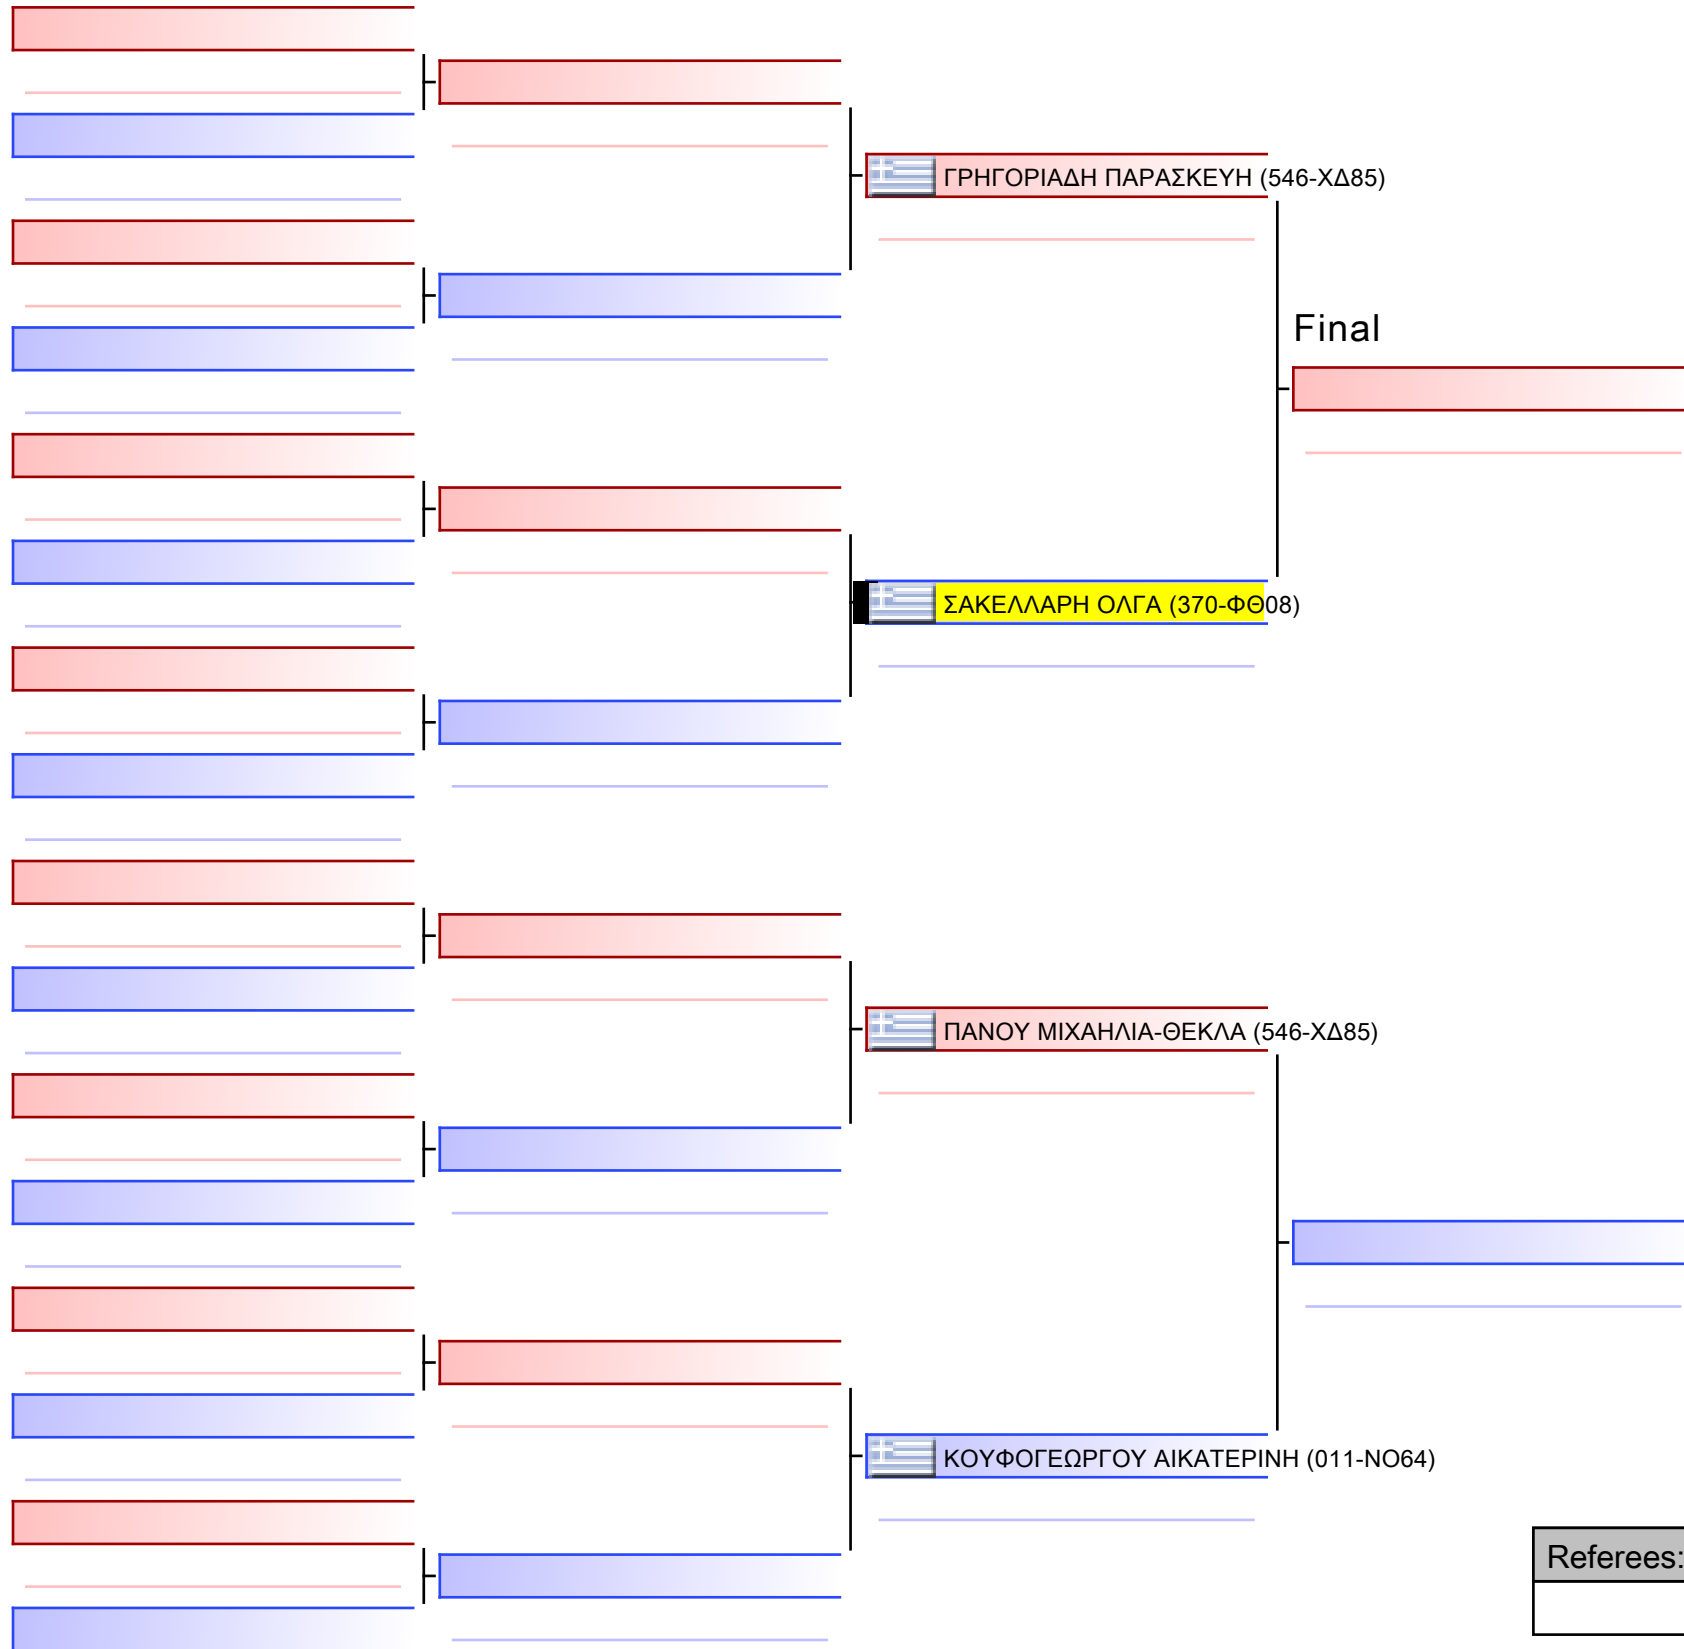 ΓΡΗΓΟΡΙΑΔΗ ΠΑΡΑΣΚΕΥΗ (546-ΧΔ85)
Final
ΣΑΚΕΛΛΑΡΗ ΟΛΓΑ (370-ΦΘ08)
ΠΑΝΟΥ ΜΙΧΑΗΛΙΑ-ΘΕΚΛΑ (546-ΧΔ85)
ΚΟΥΦΟΓΕΩΡΓΟΥ ΑΙΚΑΤΕΡΙΝΗ (011-ΝΟ64)
Referees: